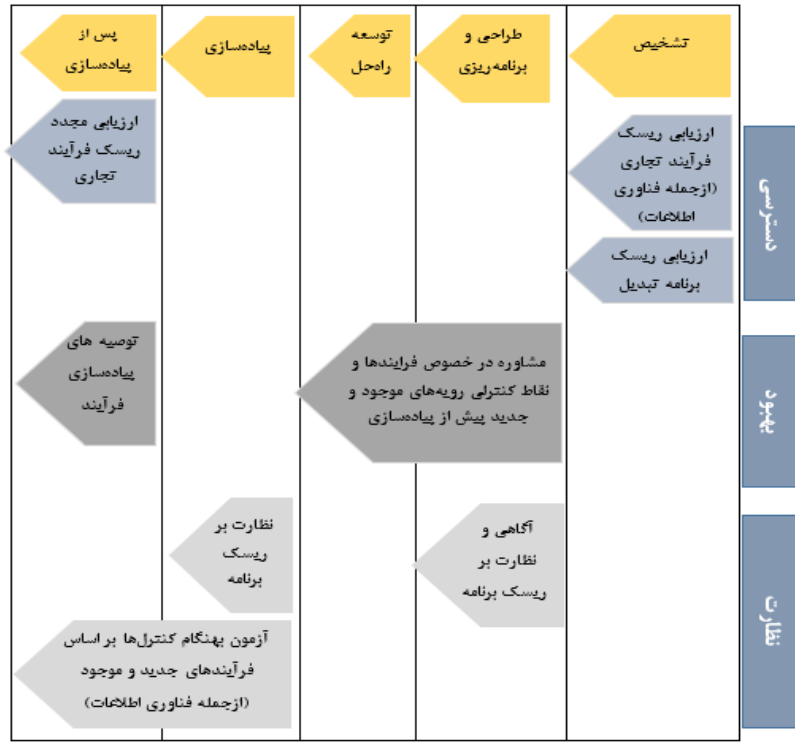 تشخیص
طراحی و
برنامه‌ریزی
توسعه
راه‌حل
پیاده‌سازی
پس از
پیاده‌سازی
دسترسی
ارزیابی ریسک
فرآیند تجاری
(ازجمله فناوری
اطلاعات)
ارزیابی ریسک
برنامه تبدیل
ارزیابی مجدد
ریسک فرآیند
تجاری
بهبود
مشاوره در خصوص فرایندها و
نقاط کنترلی رویه‌های موجود و
جدید پیش از پیاده‌سازی
توصیه های
پیاده‌سازی
فرآیند
نظارت
آگاهی و
نظارت بر
ریسک برنامه
نظارت بر
ریسک
برنامه
آزمون بهنگام کنترل‌ها بر اساس
فرآیندهای جدید و موجود
(ازجمله فناوری اطلاعات)